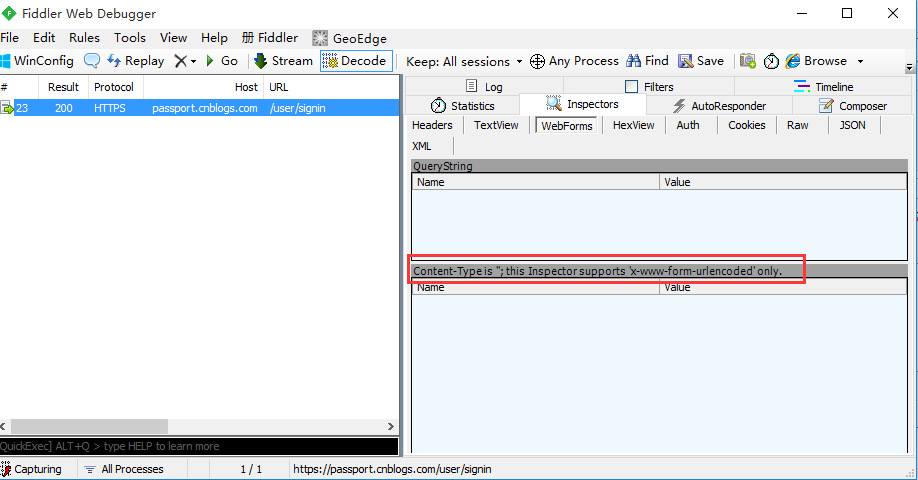 Fiddler Web Debugger
File Edit Rules Tools View Help Fiddler GeoEdge
WinConfig Replay X Go Stream Decode Keep: All sessions Any Process Find Save Browse
# Result Protocol Host URL
23 200 HTTPS passport.cnblogs.com /user/signin
Log Filters Timeline
Statistics Inspectors AutoResponder Composer
Headers TextView WebForms HexView Auth Cookies Raw JSON
XML
QueryString
Name Value
Content-Type is ''; this Inspector supports 'x-www-form-urlencoded' only.
Name Value
QuickExec] ALT+Q > type HELP to learn more
Capturing All Processes 1 / 1 https://passport.cnblogs.com/user/signin